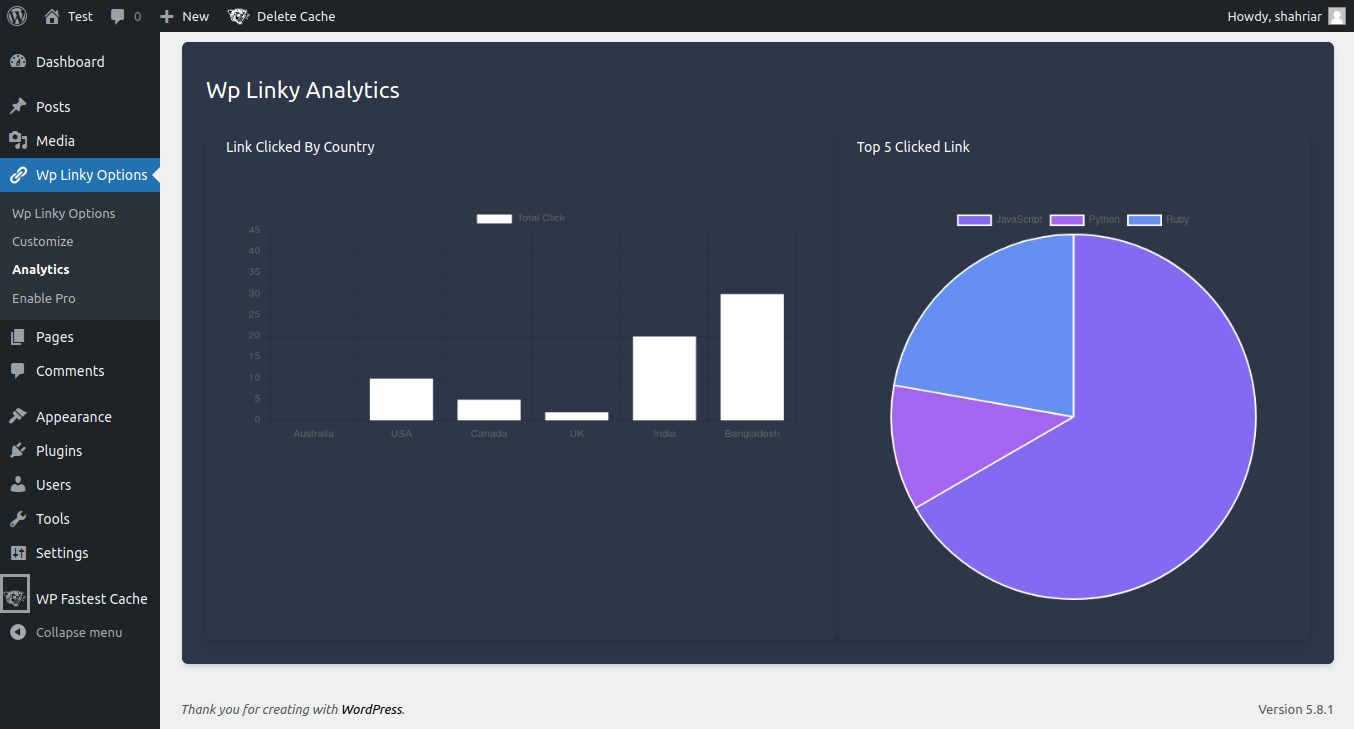 Test 0 New Delete Cache Howdy, shahriar
Dashboard
Posts
Media
Wp Linky Options
Wp Linky Options
Customize
Analytics
Enable Pro
Pages
Comments
Appearance
Plugins
Users
Tools
Settings
WP Fastest Cache
Collapse menu
Wp Linky Analytics
Link Clicked By Country
Total Click
45
40
35
30
25
20
15
10
5
0
Australia USA Canada UK India Bangladesh
Top 5 Clicked Link
JavaScript Python Ruby
Thank you for creating with WordPress. Version 5.8.1